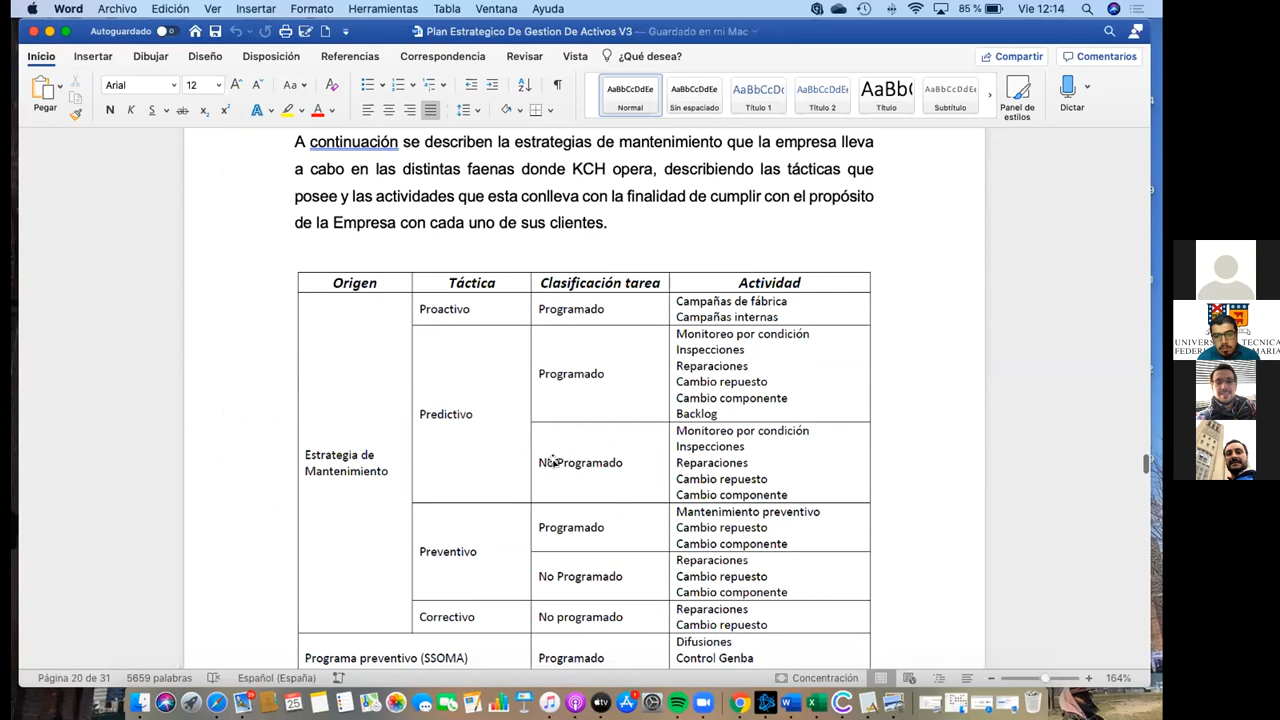 Word Archivo Edición Ver Insertar Formato Herramientas Tabla Ventana Ayuda 85 % Vie 12:14
Autoguardado Plan Estrategico De Gestion De Activos V3 — Guardado en mi Mac
Inicio Insertar Dibujar Diseño Disposición Referencias Correspondencia Revisar Vista ¿Qué desea? Compartir Comentarios
Pegar Arial 12 Aa
N K S x₂ x² A
AaBbCcDdEe AaBbCcDdEe AaBbCcDc AaBbCcDdEe AaBb( AaBbCcDdEe
Normal Sin espaciado Título 1 Título 2 Título Subtítulo Panel de estilos Dictar
A continuación se describen la estrategias de mantenimiento que la empresa lleva
a cabo en las distintas faenas donde KCH opera, describiendo las tácticas que
posee y las actividades que esta conlleva con la finalidad de cumplir con el propósito
de la Empresa con cada uno de sus clientes.
Origen Táctica Clasificación tarea Actividad
Estrategia de
Mantenimiento
Proactivo Programado
Campañas de fábrica
Campañas internas
Predictivo
Programado
Monitoreo por condición
Inspecciones
Reparaciones
Cambio repuesto
Cambio componente
Backlog
No Programado
Monitoreo por condición
Inspecciones
Reparaciones
Cambio repuesto
Cambio componente
Preventivo
Programado
Mantenimiento preventivo
Cambio repuesto
Cambio componente
No Programado
Reparaciones
Cambio repuesto
Cambio componente
Correctivo No programado
Reparaciones
Cambio repuesto
Programa preventivo (SSOMA) Programado
Difusiones
Control Genba
Página 20 de 31 5659 palabras Español (España) Concentración 164%